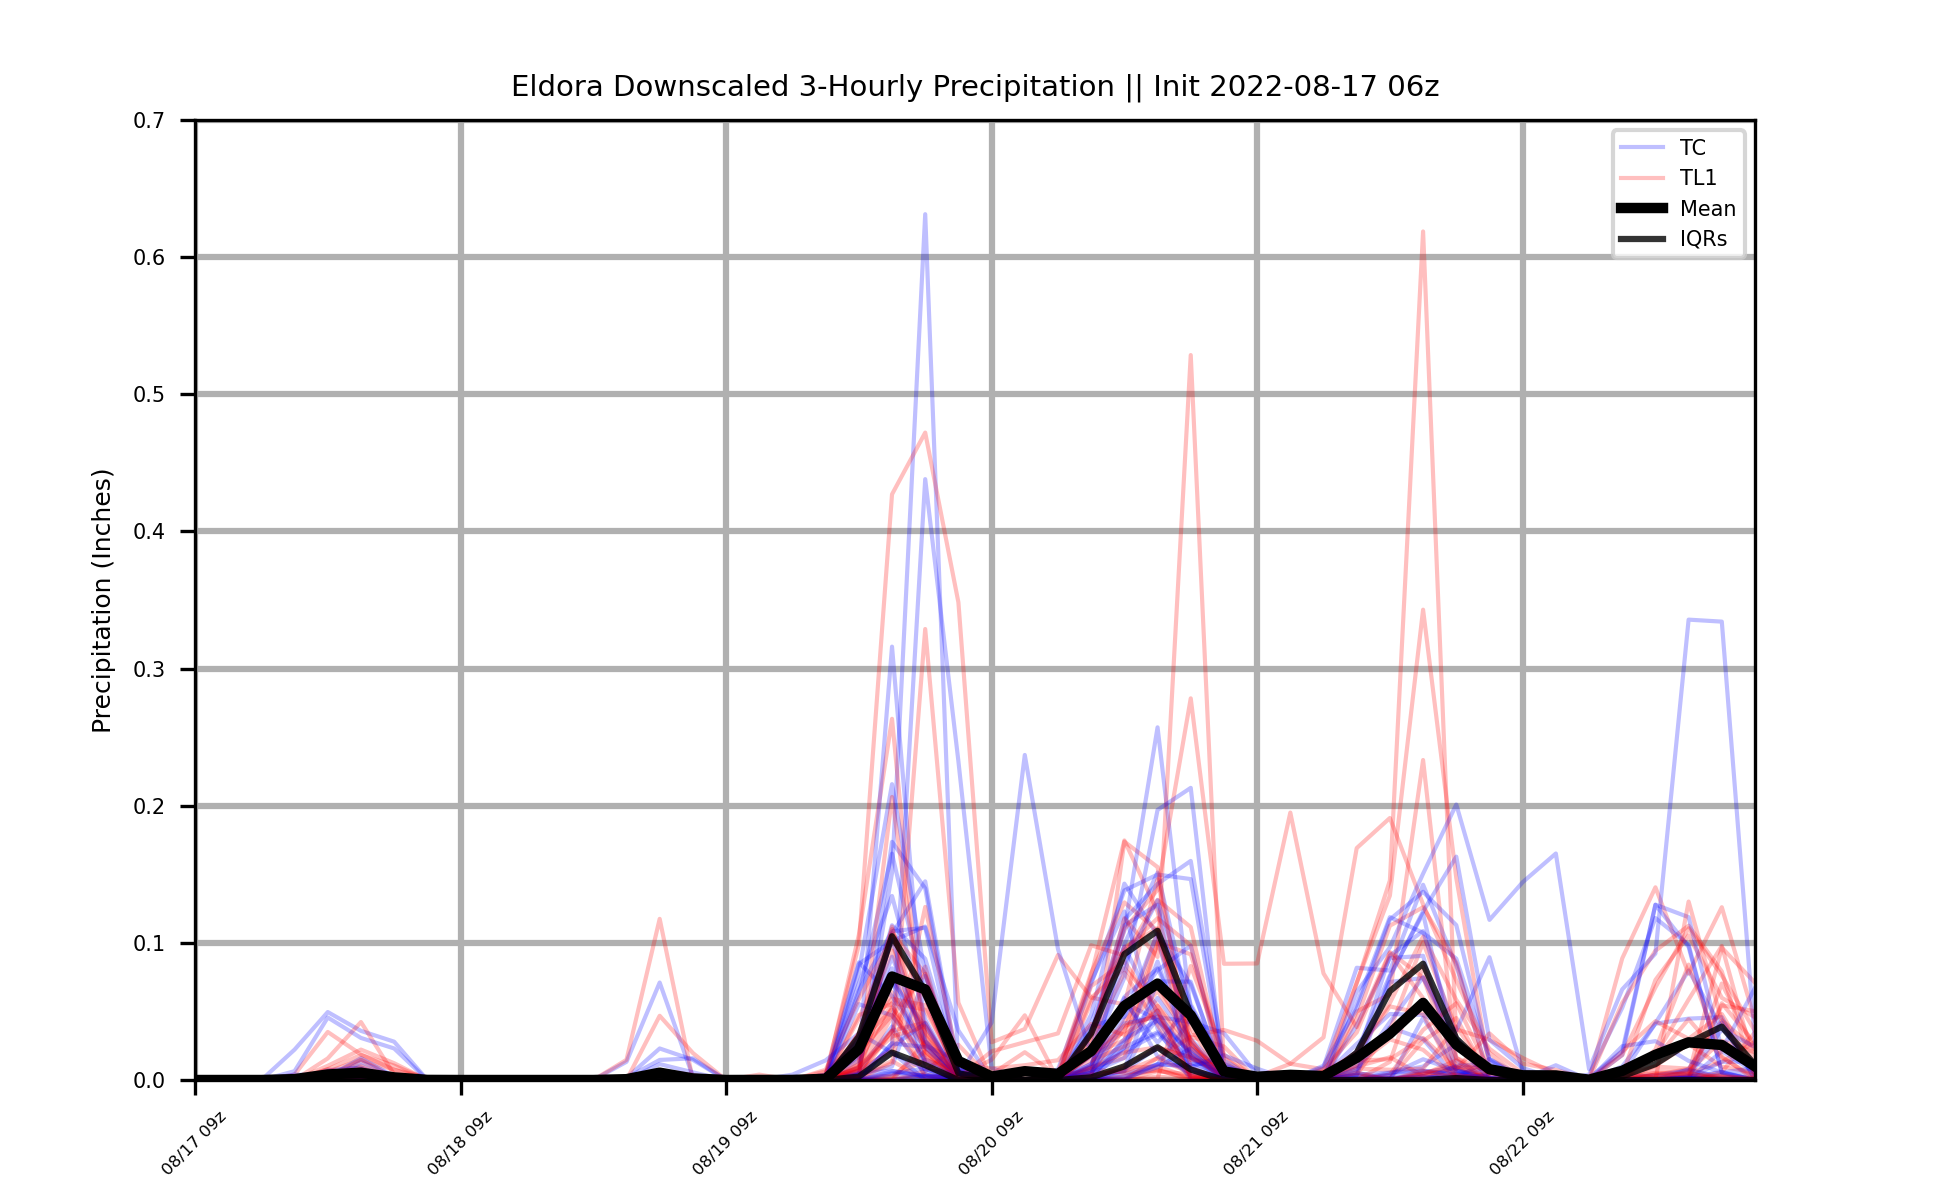 Eldora Downscaled 3-Hourly Precipitation || Init 2022-08-17 06z
Precipitation (Inches)
0.7
0.6
0.5
0.4
0.3
0.2
0.1
0.0
TC
TL1
Mean
IQRs
08/17 09z
08/18 09z
08/19 09z
08/20 09z
08/21 09z
08/22 09z